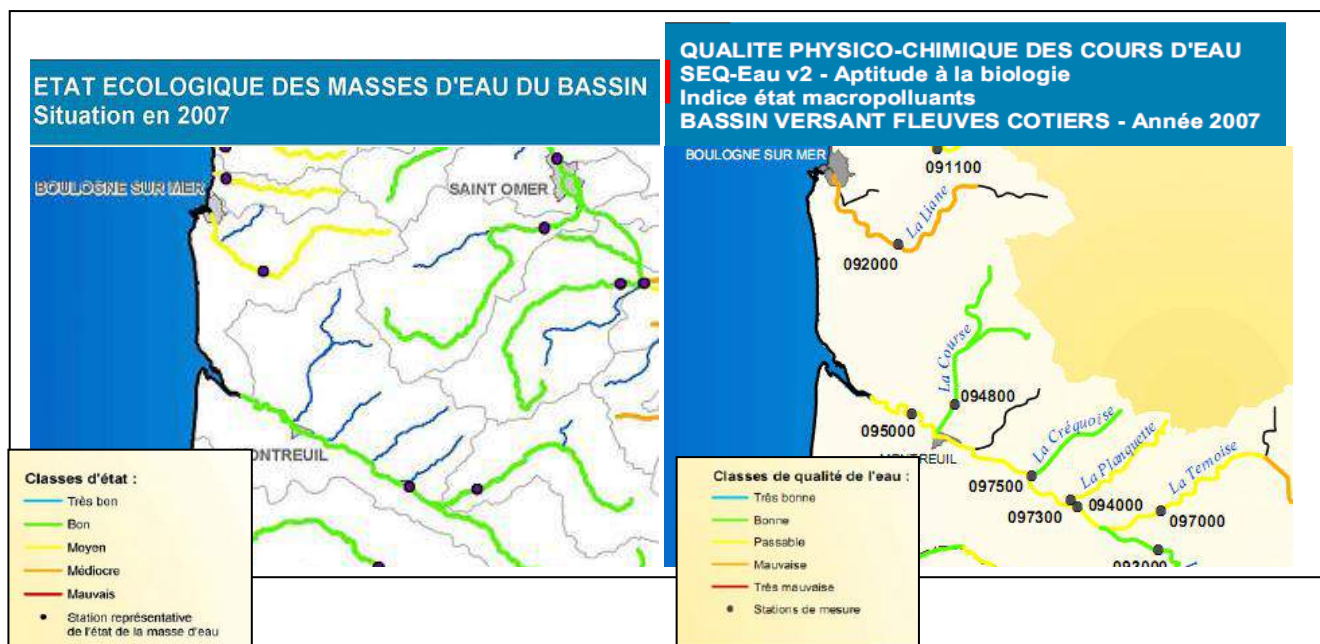 ETAT ECOLOGIQUE DES MASSES D'EAU DU BASSIN
Situation en 2007
BOULOGNE SUR MER
SAINT OMER
ONTREUIL
Classes d'état :
Très bon
Bon
Moyen
Médiocre
Mauvais
Station représentative
de l'état de la masse d'eau
QUALITE PHYSICO-CHIMIQUE DES COURS D'EAU
SEQ-Eau v2 - Aptitude à la biologie
Indice état macropolluants
BASSIN VERSANT FLEUVES COTIERS - Année 2007
BOULOGNE SUR MER
091100
La Liane
092000
La Course
094800
095000
La Créquoise
La Planquette
La Ternoise
097500
094000
097300
097000
Classes de qualité de l'eau :
Très bonne
Bonne
Passable
Mauvaise
Très mauvaise
Stations de mesure